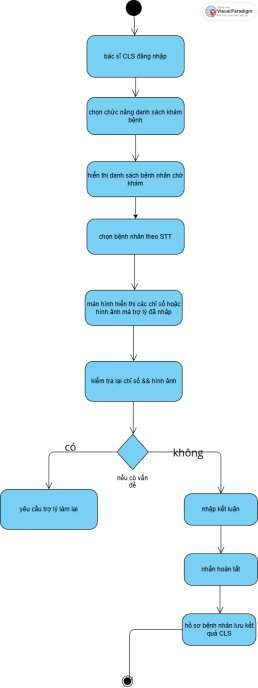 VisualParadigm
bác sĩ CLS đăng nhập
chọn chức năng danh sách khám
bệnh
hiển thị danh sách bệnh nhân chờ
khám
chọn bệnh nhân theo STT
màn hình hiển thị các chỉ số hoặc
hình ảnh mà trợ lý đã nhập
kiểm tra lại chỉ số && hình ảnh
có
không
nếu có vấn
đề
yêu cầu trợ lý làm lại
nhập kết luận
nhấn hoàn tất
hồ sơ bệnh nhân lưu kết
quả CLS